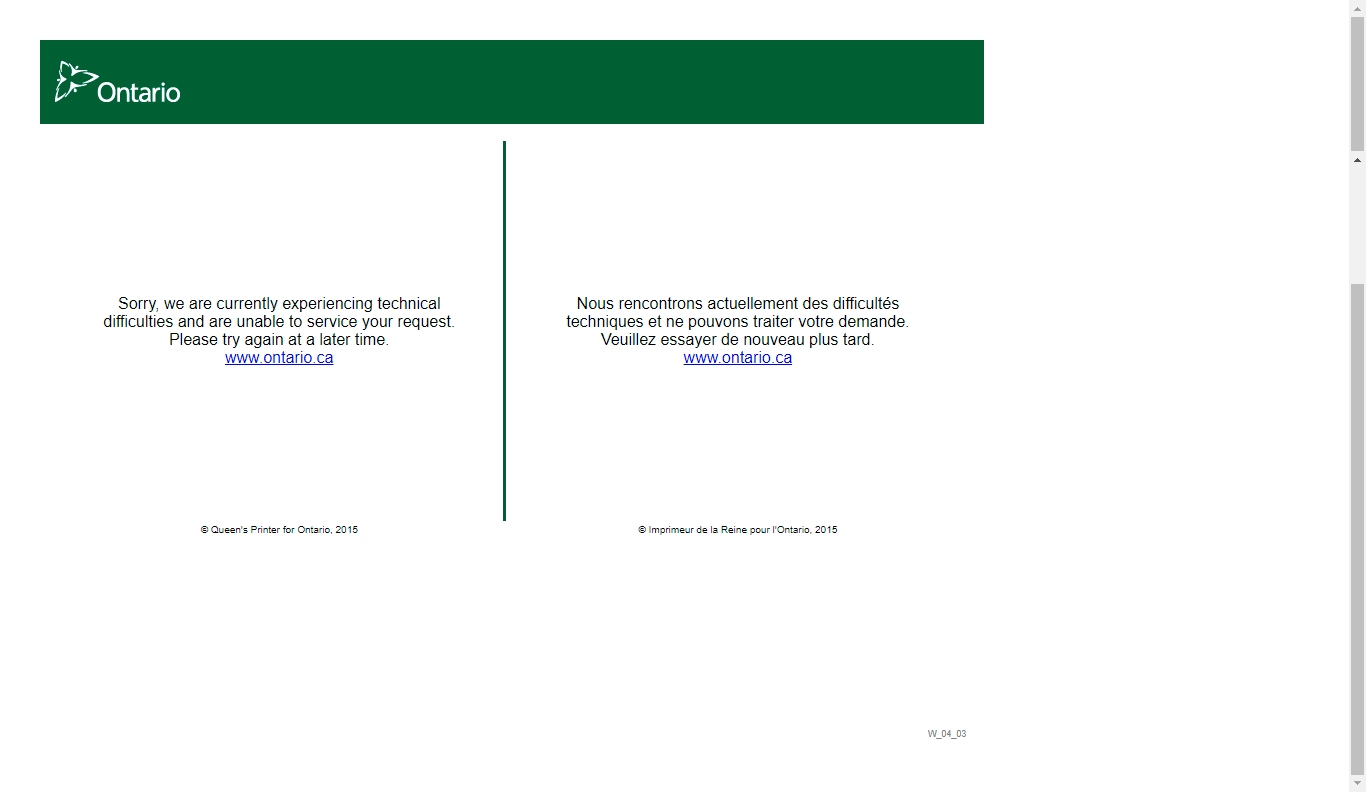 Ontario
Sorry, we are currently experiencing technical
difficulties and are unable to service your request.
Please try again at a later time.
www.ontario.ca
Nous rencontrons actuellement des difficultés
techniques et ne pouvons traiter votre demande.
Veuillez essayer de nouveau plus tard.
www.ontario.ca
© Queen's Printer for Ontario, 2015
© Imprimeur de la Reine pour l'Ontario, 2015
W_04_03